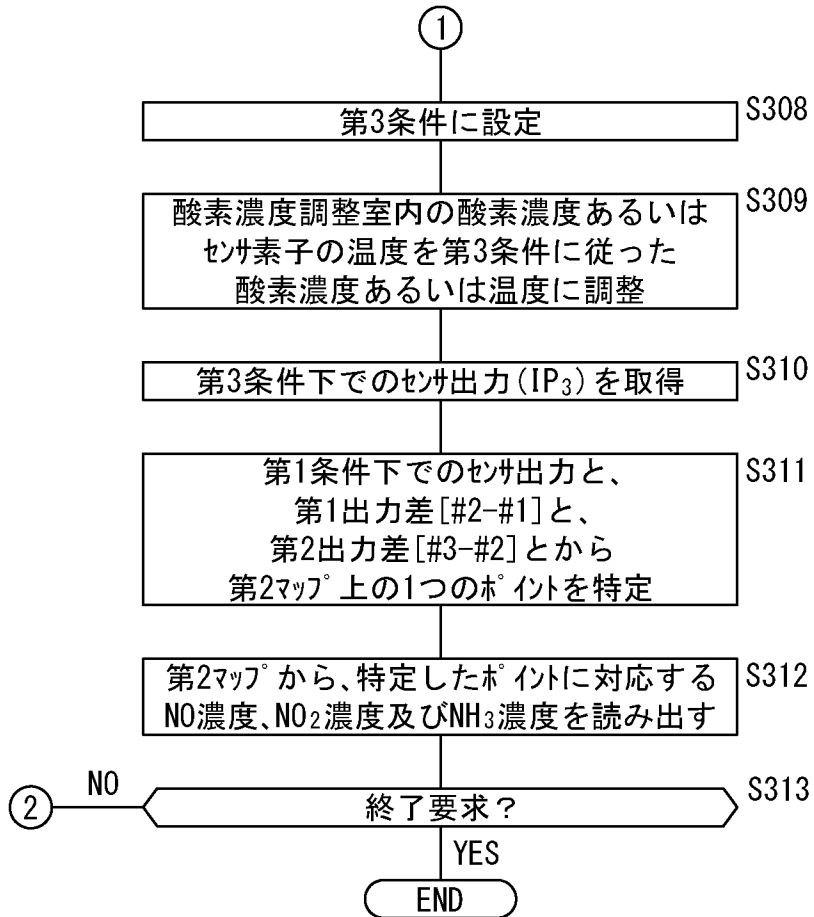 1
第3条件に設定
S308
酸素濃度調整室内の酸素濃度あるいは
センサ素子の温度を第3条件に従った
酸素濃度あるいは温度に調整
S309
第3条件下でのセンサ出力(IP₃)を取得
S310
第1条件下でのセンサ出力と、
第1出力差[#2-#1]と、
第2出力差[#3-#2]とから
第2マップ上の1つのポイントを特定
S311
第2マップから、特定したポイントに対応する
NO濃度、NO₂濃度及びNH₃濃度を読み出す
S312
終了要求?
S313
NO
2
YES
END